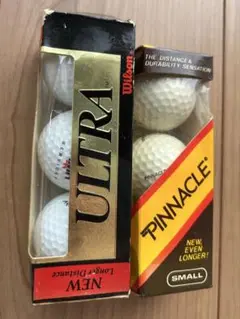 Wilson
ULTRA
NEW
Longer Distance
THE DISTANCE &
DURABILITY SENSATION
PINNACLE
NEW,
EVEN
LONGER!
SMALL